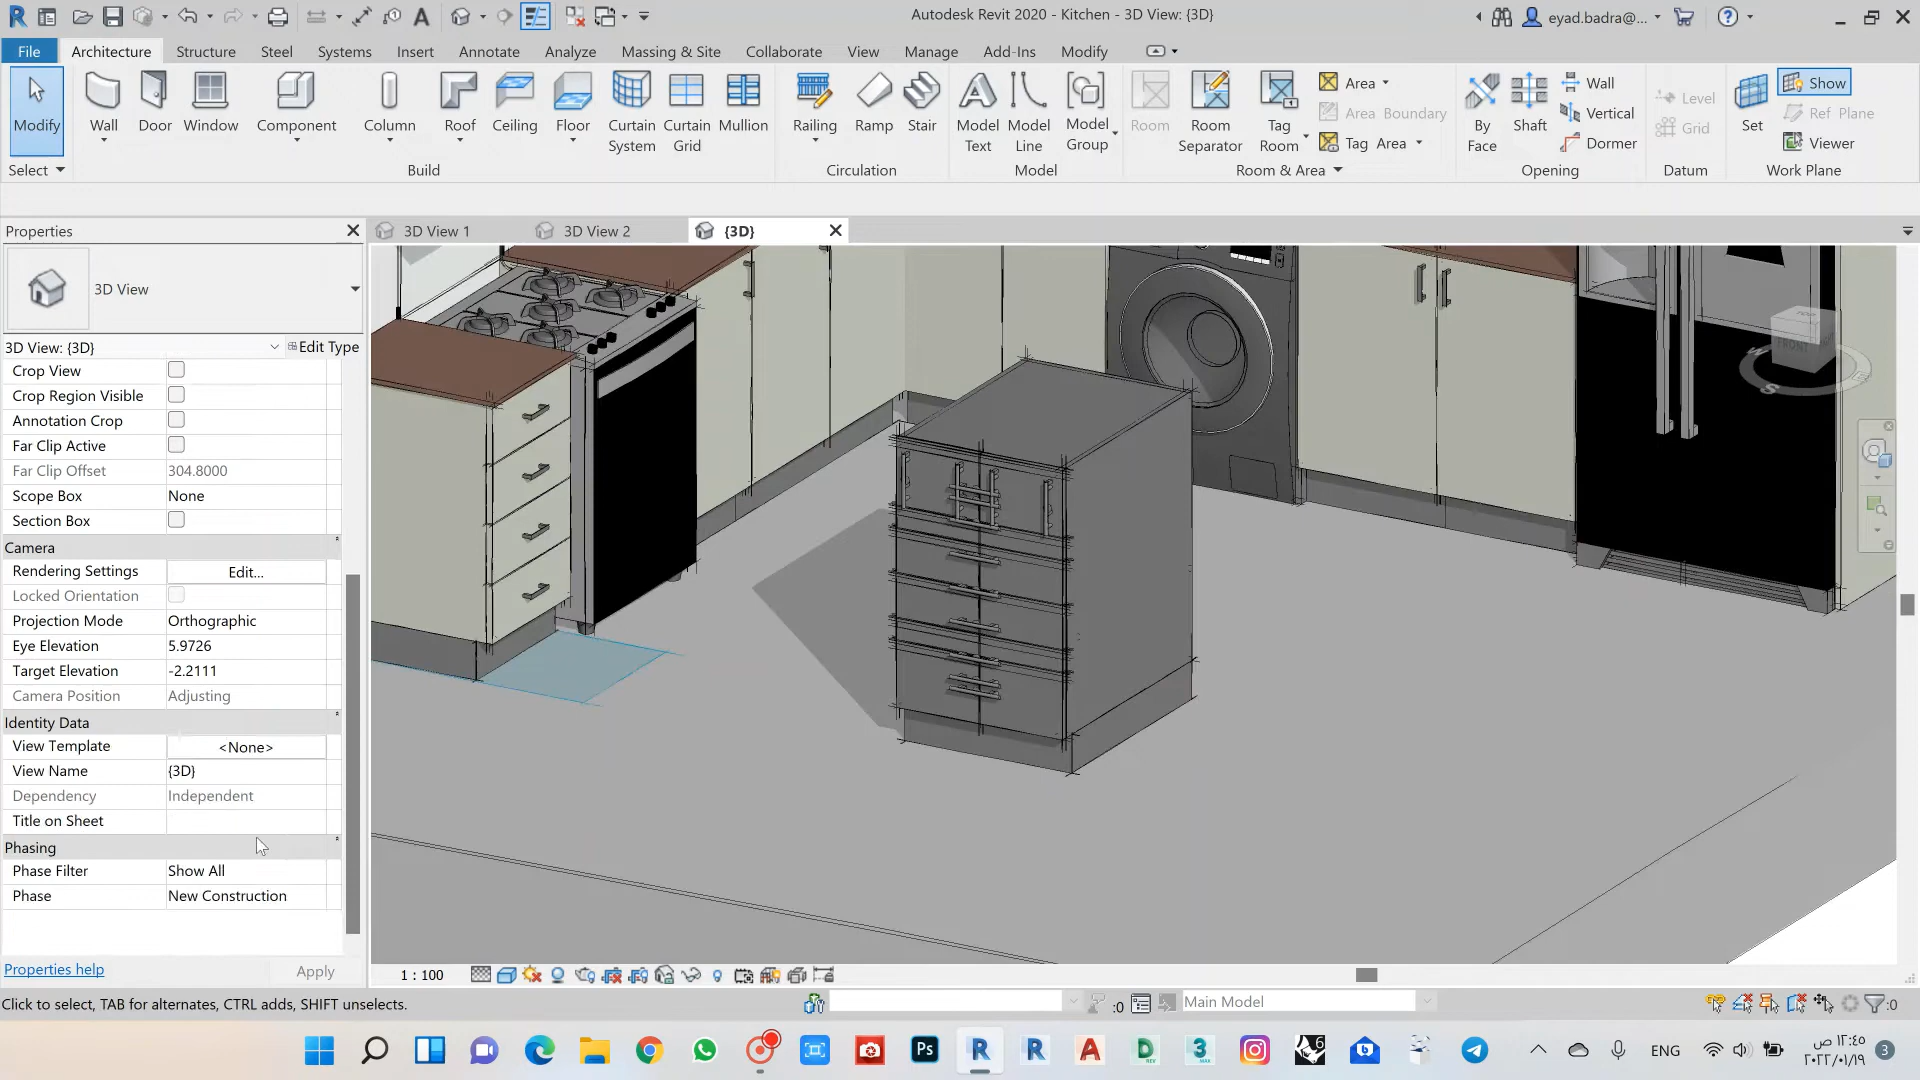 Autodesk Revit 2020 - Kitchen - 3D View: {3D}
eyad.badra@...
File
Architecture
Structure
Steel
Systems
Insert
Annotate
Analyze
Massing & Site
Collaborate
View
Manage
Add-Ins
Modify
Modify
Wall
Door
Window
Component
Column
Roof
Ceiling
Floor
Curtain System
Curtain Grid
Mullion
Railing
Ramp
Stair
Model Text
Model Line
Model Group
Room
Room Separator
Tag Room
Area
Area Boundary
Tag Area
By Face
Shaft
Wall
Vertical
Dormer
Level
Grid
Set
Show
Ref Plane
Viewer
Select
Build
Circulation
Model
Room & Area
Opening
Datum
Work Plane
Properties
3D View 1
3D View 2
{3D}
3D View
3D View: {3D}
Edit Type
Crop View
Crop Region Visible
Annotation Crop
Far Clip Active
Far Clip Offset 304.8000
Scope Box None
Section Box
Camera
Rendering Settings Edit...
Locked Orientation
Projection Mode Orthographic
Eye Elevation 5.9726
Target Elevation -2.2111
Camera Position Adjusting
Identity Data
View Template <None>
View Name {3D}
Dependency Independent
Title on Sheet
Phasing
Phase Filter Show All
Phase New Construction
Properties help
Apply
TOP
FRONT
W
S
E
1 : 100
Click to select, TAB for alternates, CTRL adds, SHIFT unselects.
:0
Main Model
:0
Ps
ENG
١٢:٤٥ ص
٢٠٢٢/٠١/١٩
3